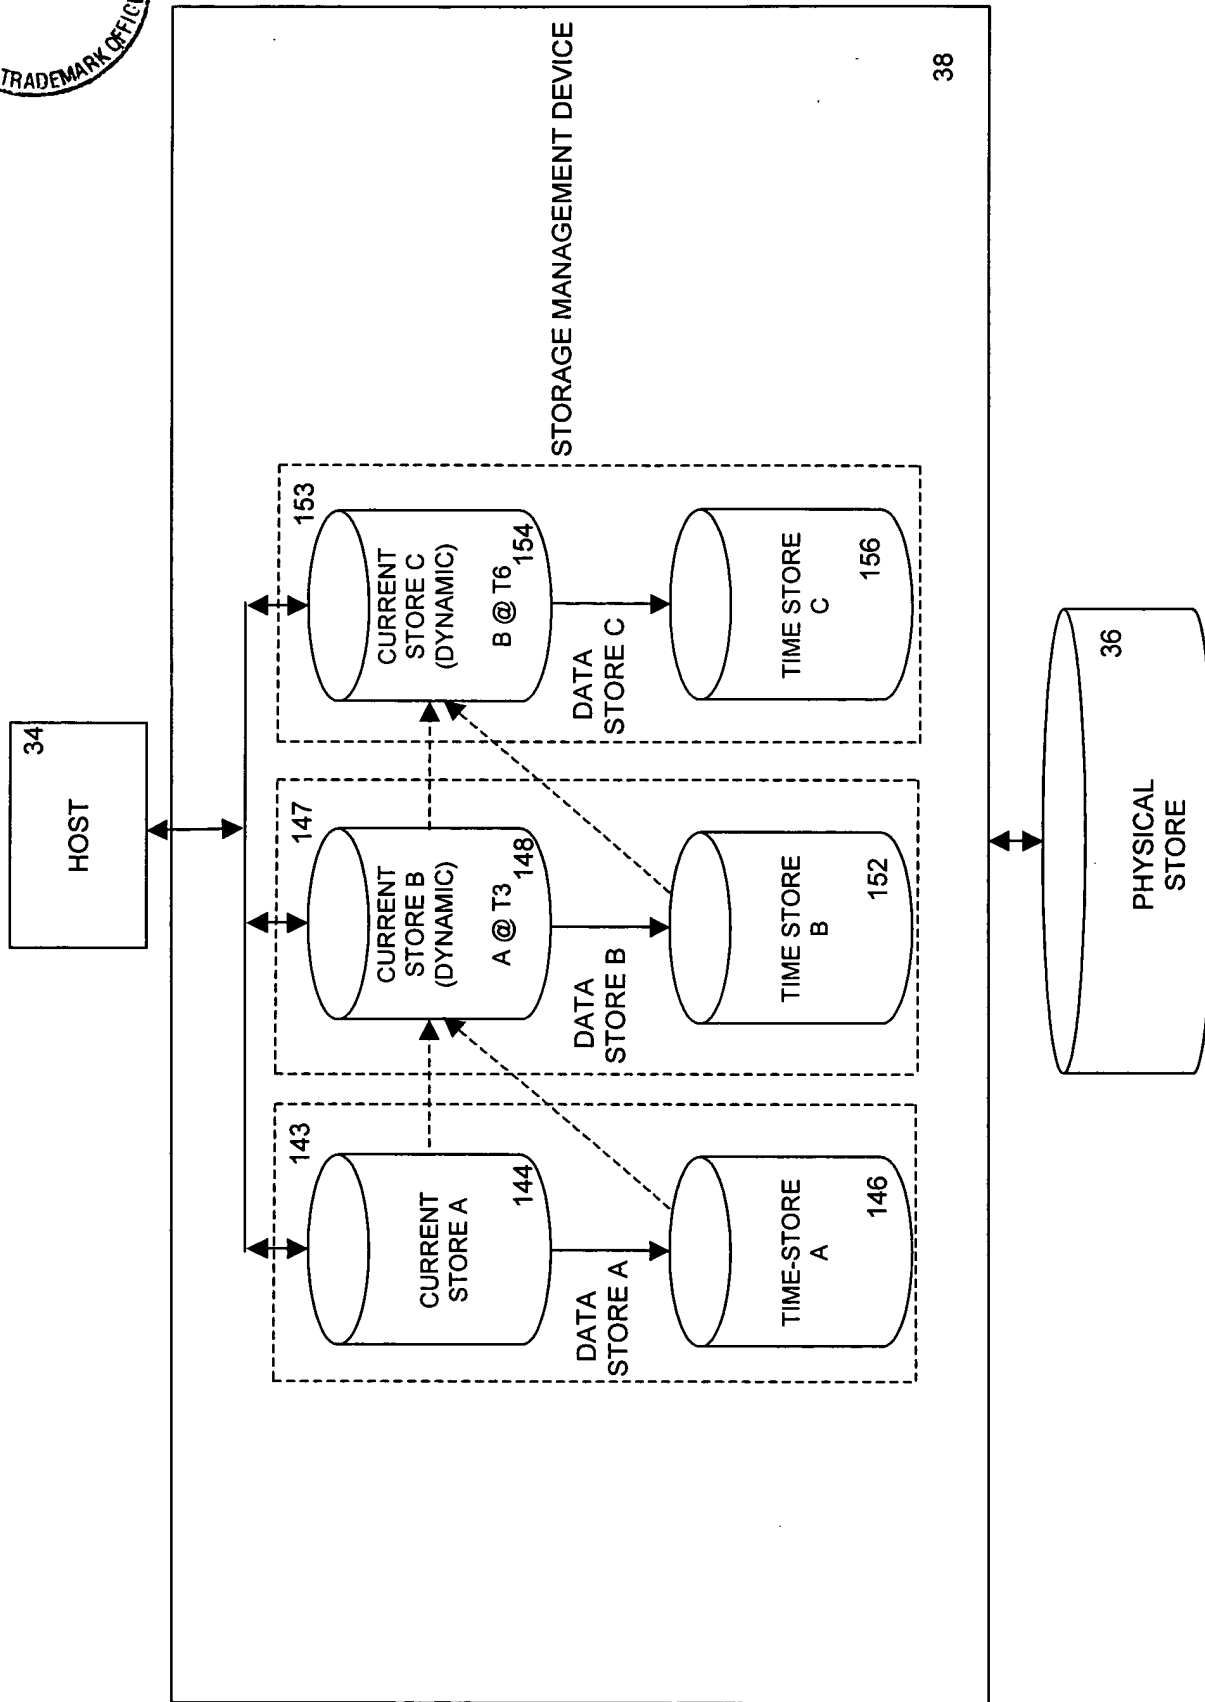 TRADEMARK OFFIC
34
HOST
STORAGE MANAGEMENT DEVICE
38
143
CURRENT
STORE A
144
DATA
STORE A
TIME-STORE
A
146
147
CURRENT
STORE B
(DYNAMIC)
A @ T3
148
DATA
STORE B
TIME STORE
B
152
153
CURRENT
STORE C
(DYNAMIC)
B @ T6
154
DATA
STORE C
TIME STORE
C
156
36
PHYSICAL
STORE